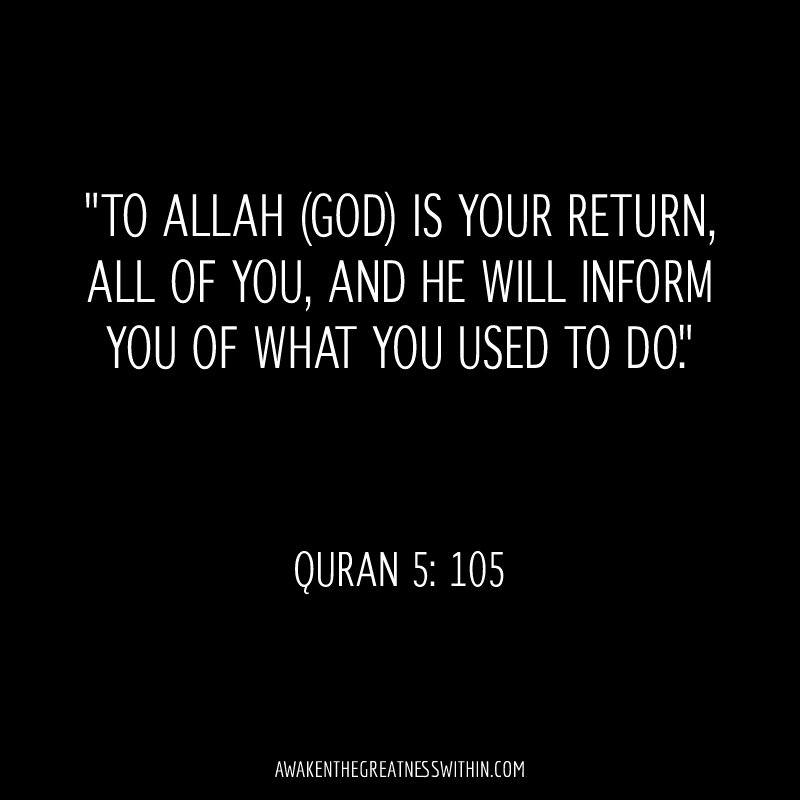 "TO ALLAH (GOD) IS YOUR RETURN,
ALL OF YOU, AND HE WILL INFORM
YOU OF WHAT YOU USED TO DO."
QURAN 5: 105
AWAKENTHEGREATNESSWITHIN.COM